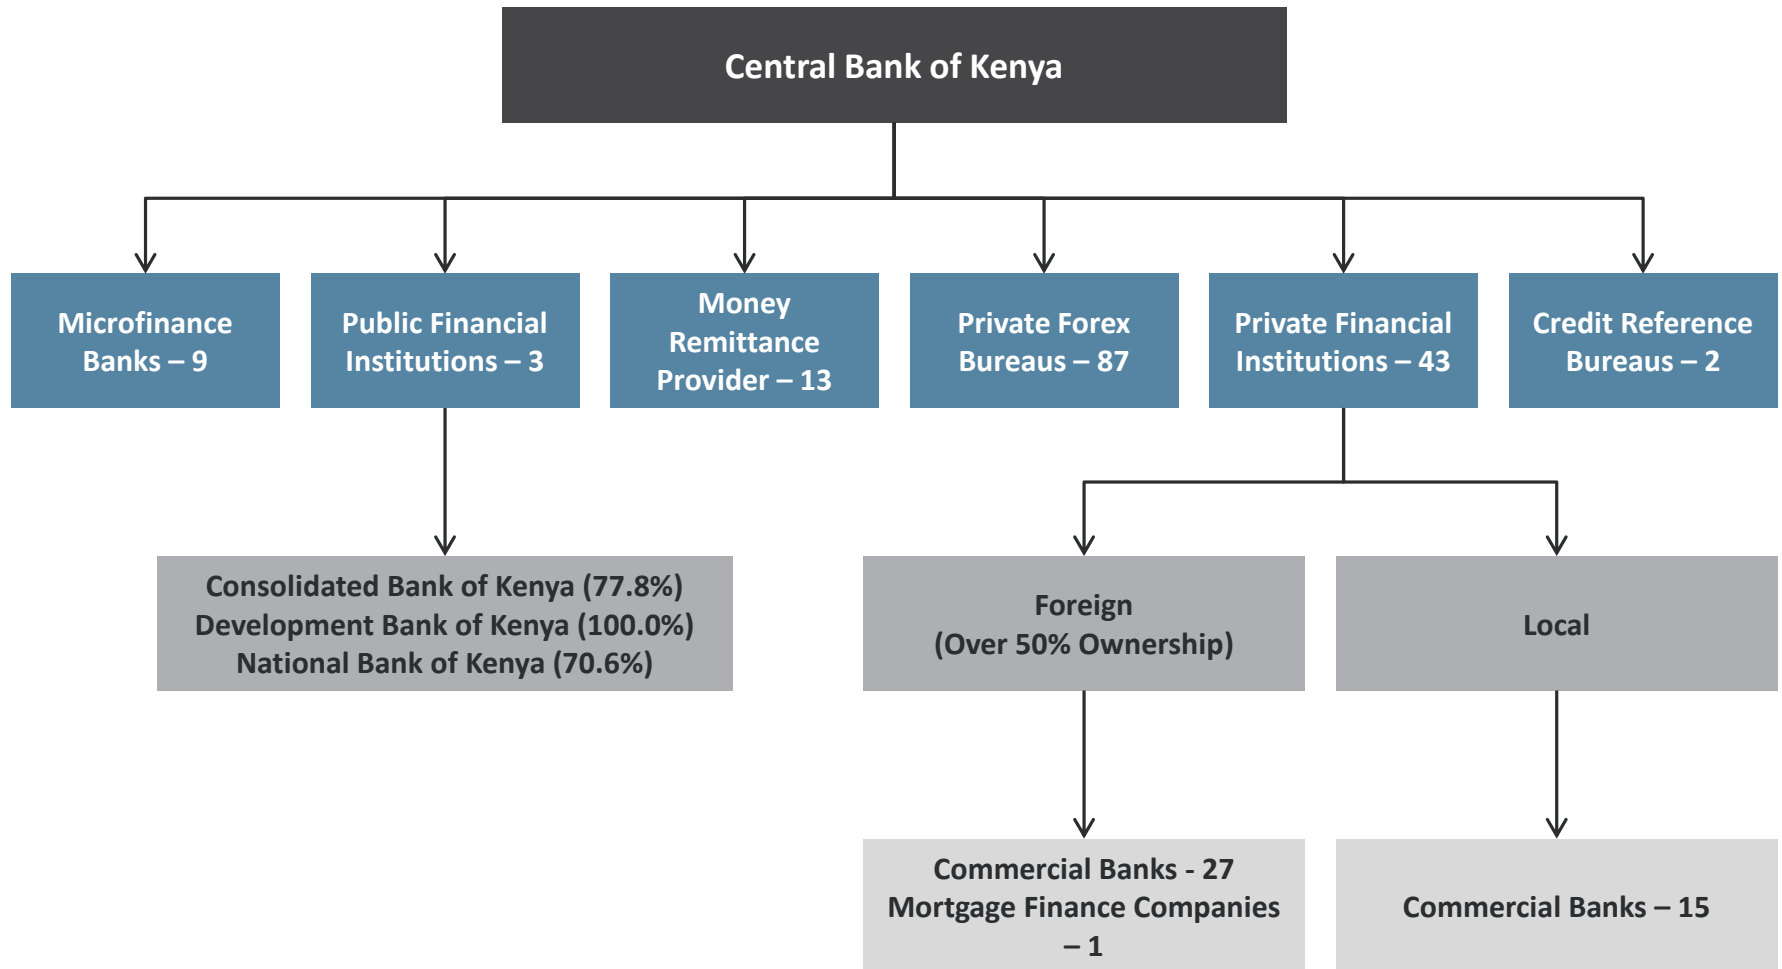 Central Bank of Kenya
Microfinance
Banks – 9
Public Financial
Institutions – 3
Money
Remittance
Provider – 13
Private Forex
Bureaus – 87
Private Financial
Institutions – 43
Credit Reference
Bureaus – 2
Consolidated Bank of Kenya (77.8%)
Development Bank of Kenya (100.0%)
National Bank of Kenya (70.6%)
Foreign
(Over 50% Ownership)
Local
Commercial Banks - 27
Mortgage Finance Companies
– 1
Commercial Banks – 15